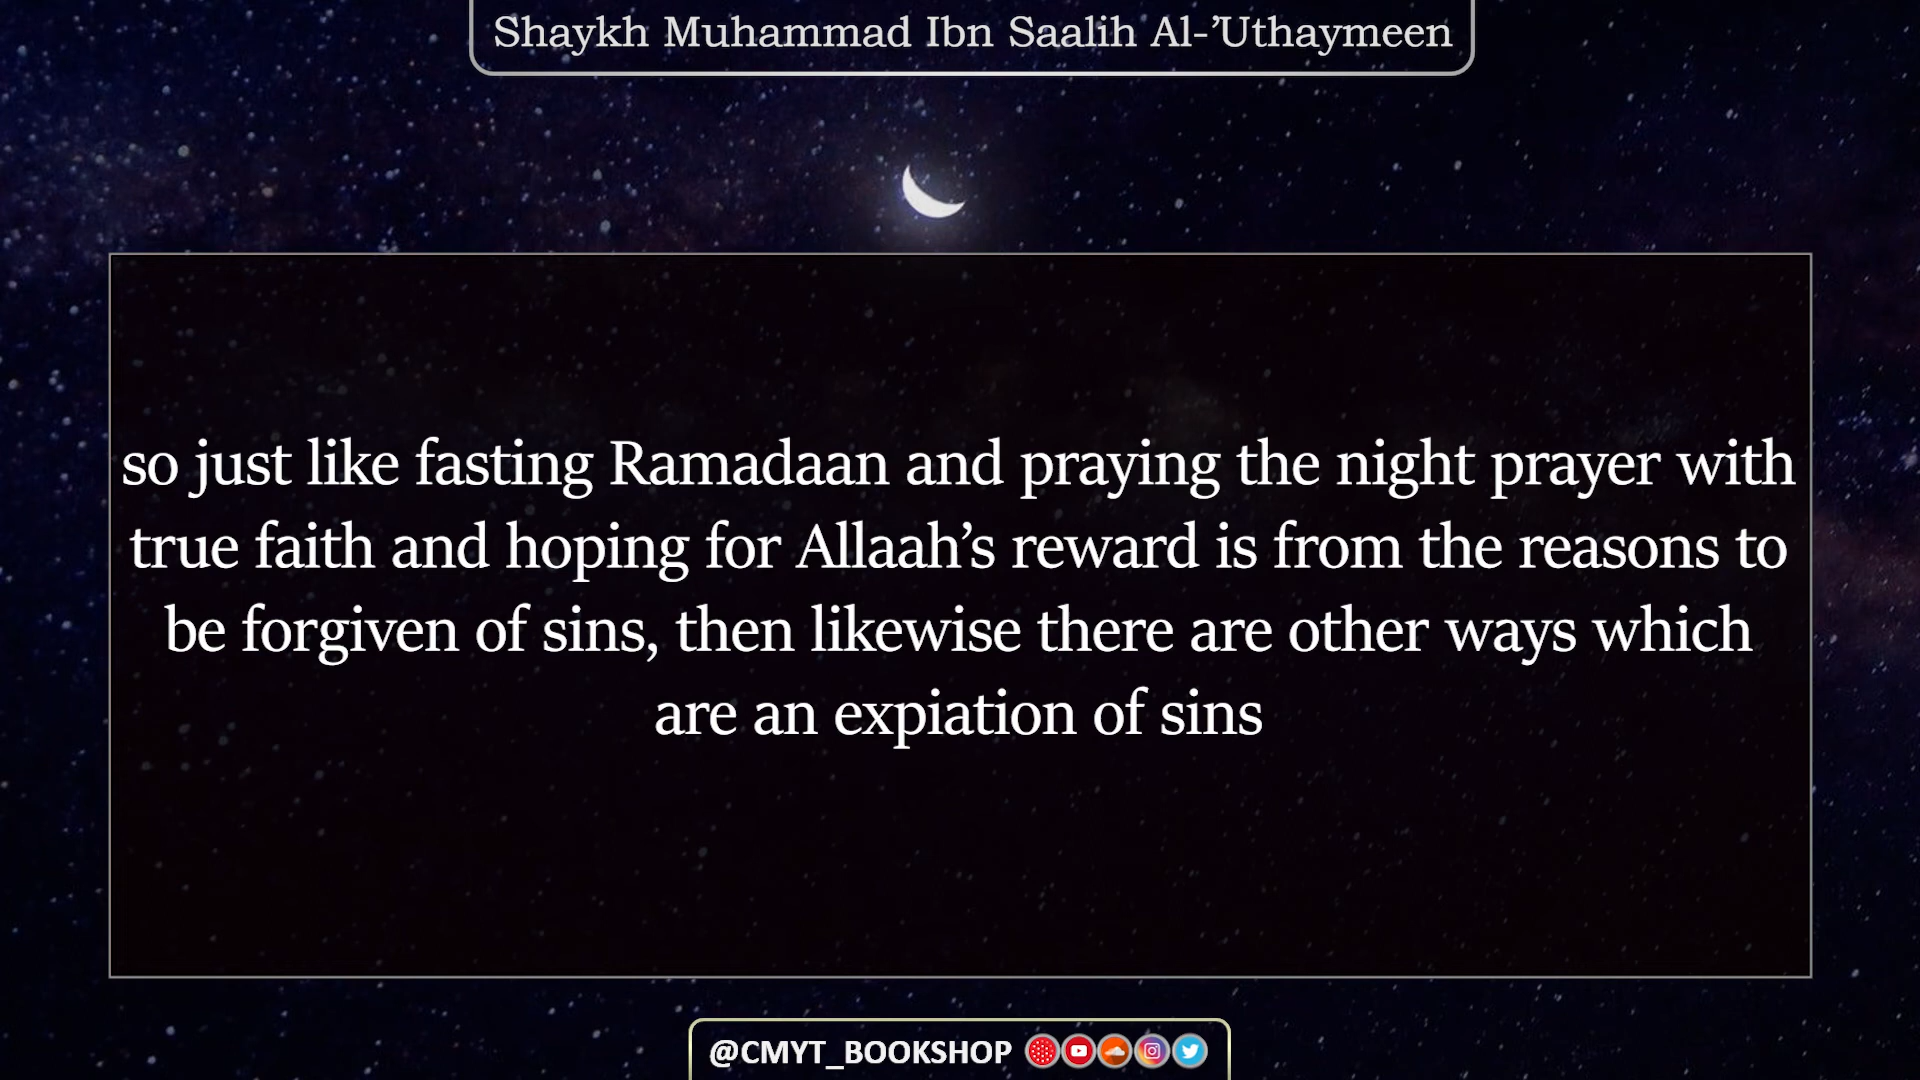 Shaykh Muhammad Ibn Saalih Al-’Uthaymeen
so just like fasting Ramadaan and praying the night prayer with
true faith and hoping for Allaah’s reward is from the reasons to
be forgiven of sins, then likewise there are other ways which
are an expiation of sins
@CMYT_BOOKSHOP